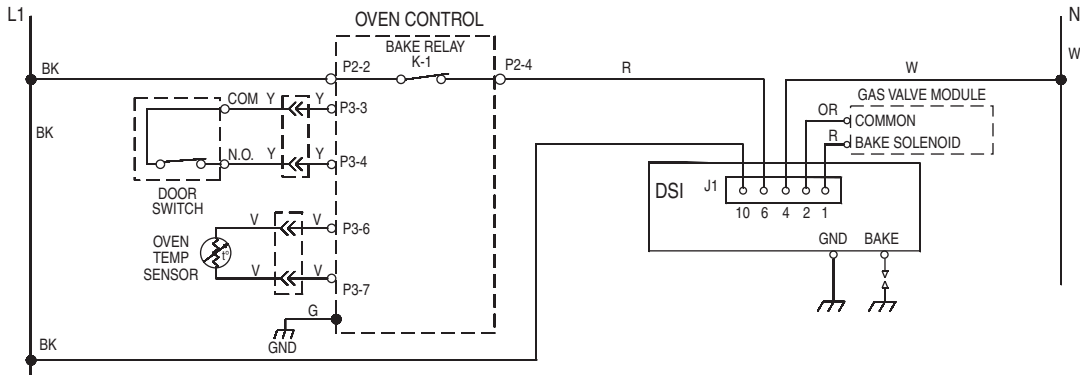 L1
N
OVEN CONTROL
BAKE RELAY
K-1
BK
P2-2
P2-4
R
W
W
BK
COM Y Y P3-3
N.O. Y Y P3-4
DOOR
SWITCH
GAS VALVE MODULE
OR COMMON
R BAKE SOLENOID
DSI
J1
10 6 4 2 1
GND BAKE
V V P3-6
OVEN
TEMP
SENSOR
t°
V V P3-7
G
GND
BK